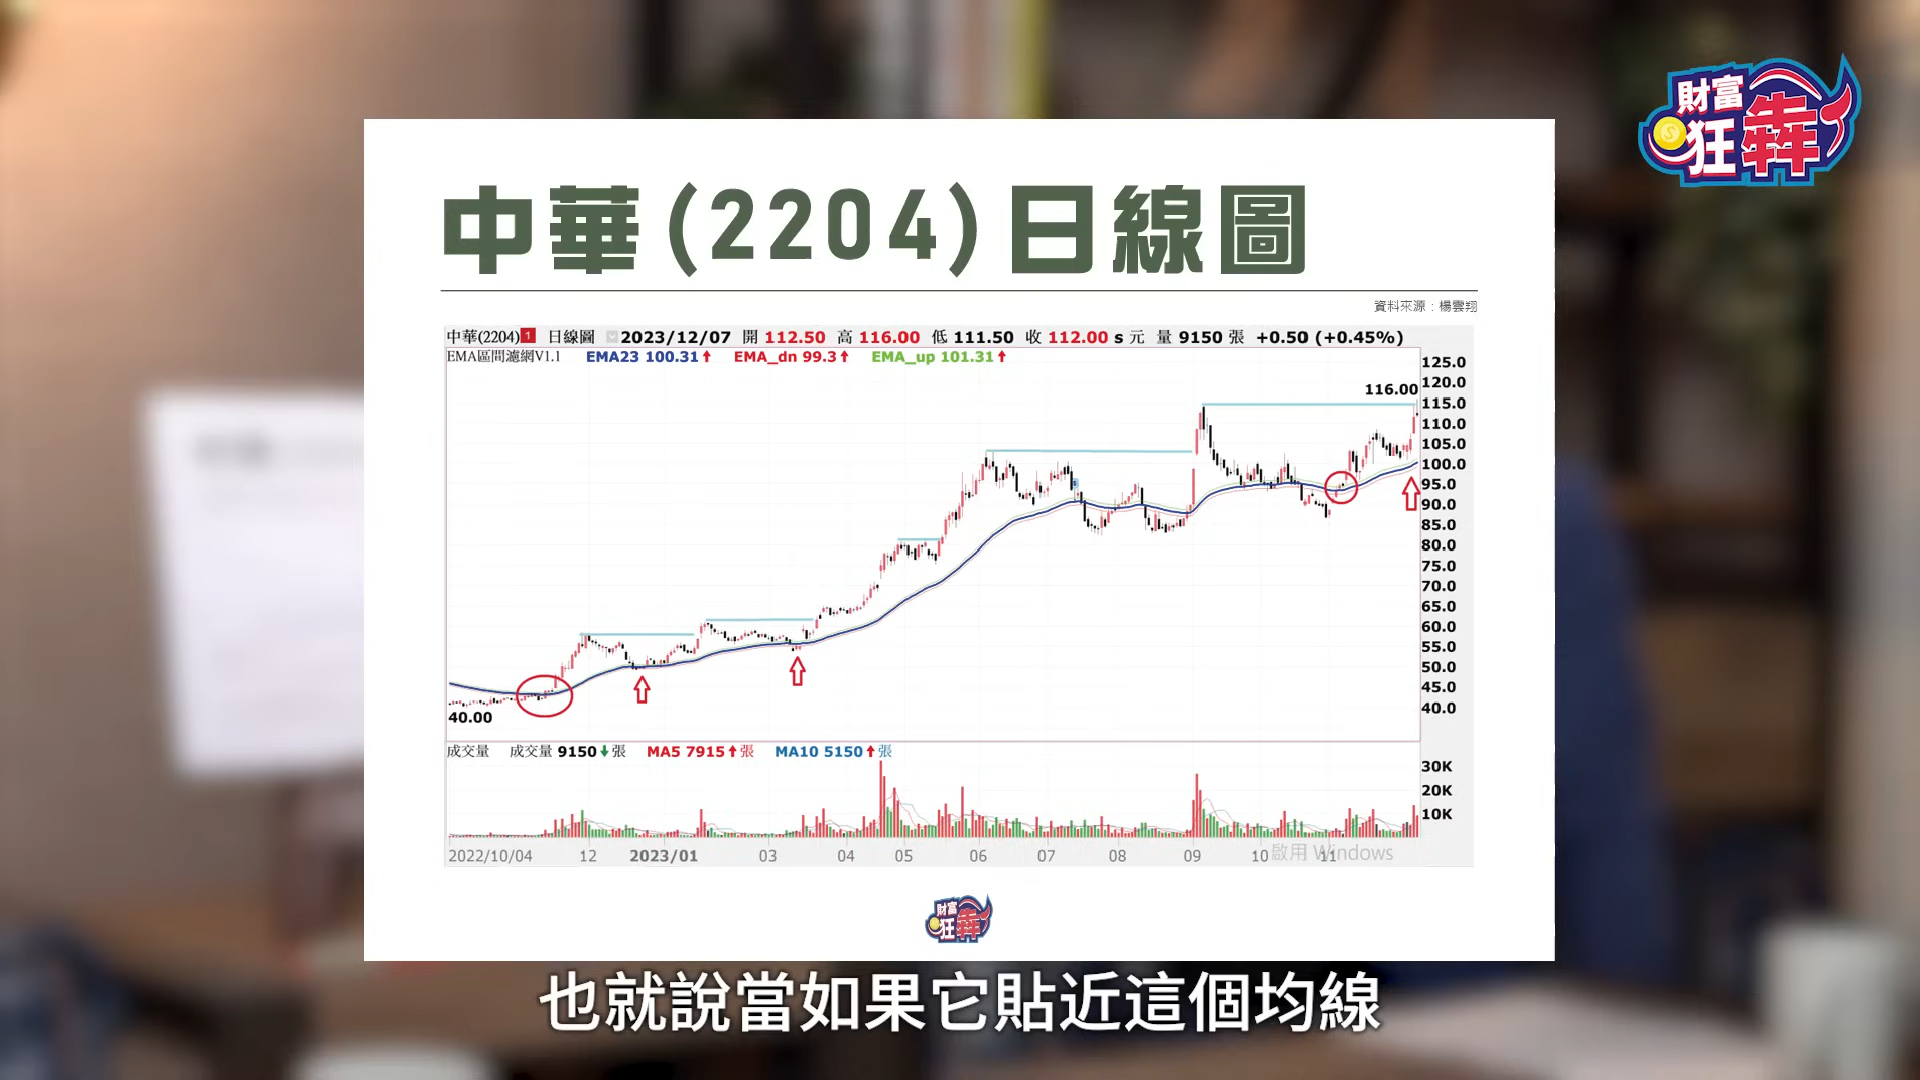 財富
狂犇
中華(2204)日線圖
資料來源：楊雲翔
中華(2204)1 日線圖 2023/12/07 開 112.50 高 116.00 低 111.50 收 112.00 s 元 量 9150 張 +0.50 (+0.45%)
EMA區間濾網V1.1 EMA23 100.31↑ EMA_dn 99.3↑ EMA_up 101.31↑
125.0
120.0
116.00
115.0
110.0
105.0
100.0
95.0
90.0
85.0
80.0
75.0
70.0
65.0
60.0
55.0
50.0
45.0
40.0
40.00
成交量 成交量 9150↓張 MA5 7915↑張 MA10 5150↑張
30K
20K
10K
2022/10/04 12 2023/01 03 04 05 06 07 08 09 10 11
啟用 Windows
財富
狂犇
也就說當如果它貼近這個均線